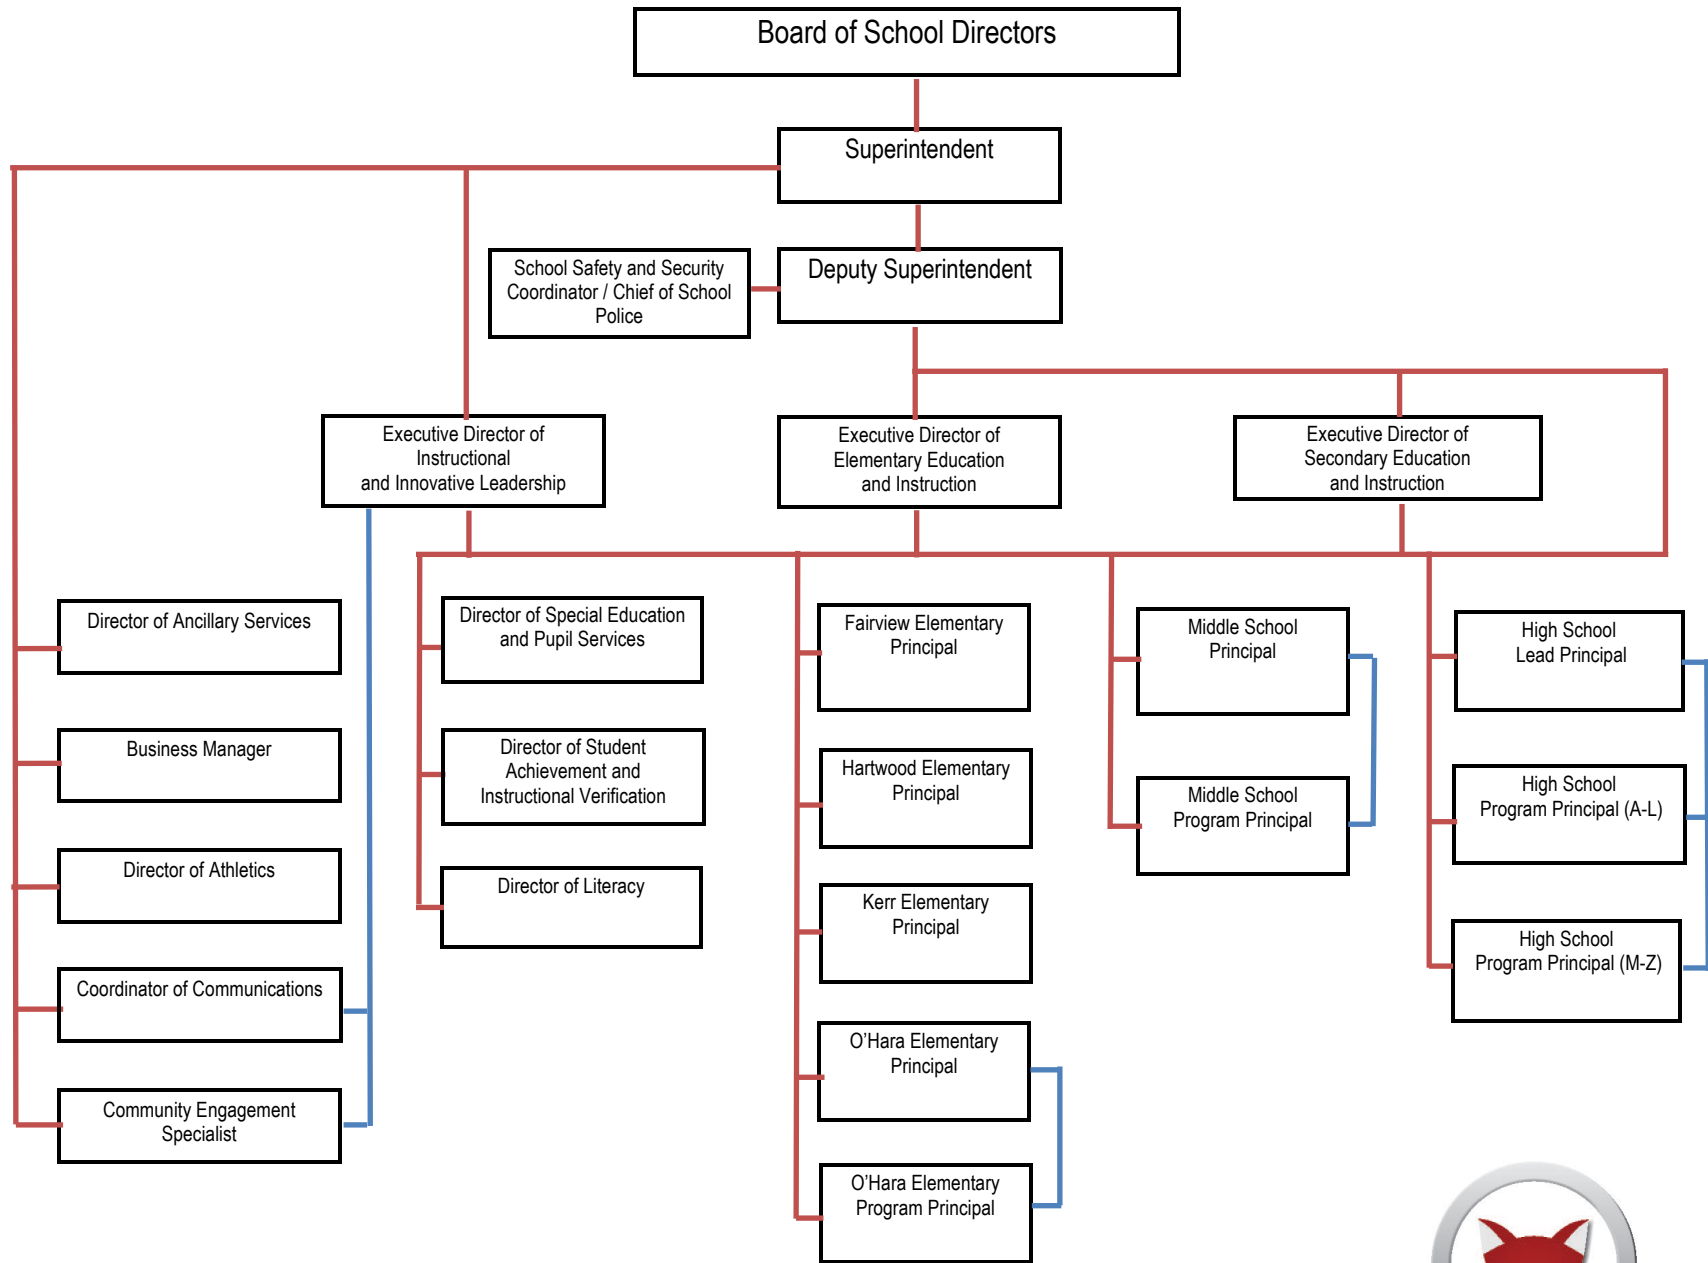 Board of School Directors
Superintendent
School Safety and Security
Coordinator / Chief of School
Police
Deputy Superintendent
Executive Director of
Instructional
and Innovative Leadership
Executive Director of
Elementary Education
and Instruction
Executive Director of
Secondary Education
and Instruction
Director of Ancillary Services
Business Manager
Director of Athletics
Coordinator of Communications
Community Engagement
Specialist
Director of Special Education
and Pupil Services
Director of Student
Achievement and
Instructional Verification
Director of Literacy
Fairview Elementary
Principal
Hartwood Elementary
Principal
Kerr Elementary
Principal
O’Hara Elementary
Principal
O’Hara Elementary
Program Principal
Middle School
Principal
Middle School
Program Principal
High School
Lead Principal
High School
Program Principal (A-L)
High School
Program Principal (M-Z)